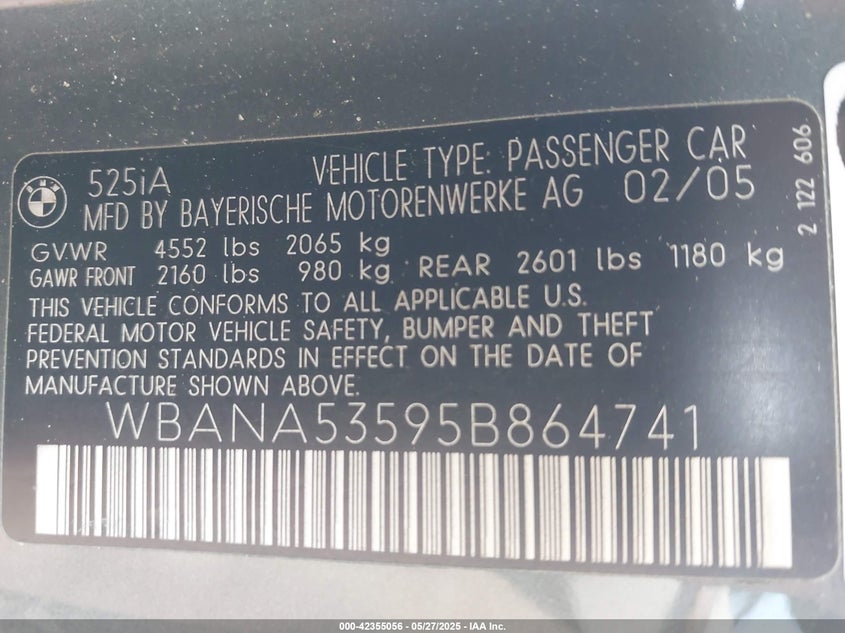 525iA VEHICLE TYPE: PASSENGER CAR
MFD BY BAYERISCHE MOTORENWERKE AG 02/05
GVWR 4552 lbs 2065 kg
GAWR FRONT 2160 lbs 980 kg REAR 2601 lbs 1180 kg
THIS VEHICLE CONFORMS TO ALL APPLICABLE U.S.
FEDERAL MOTOR VEHICLE SAFETY, BUMPER AND THEFT
PREVENTION STANDARDS IN EFFECT ON THE DATE OF
MANUFACTURE SHOWN ABOVE.
WBANA53595B864741
2 122 606
000-42355056 - 05/27/2025 - IAA Inc.